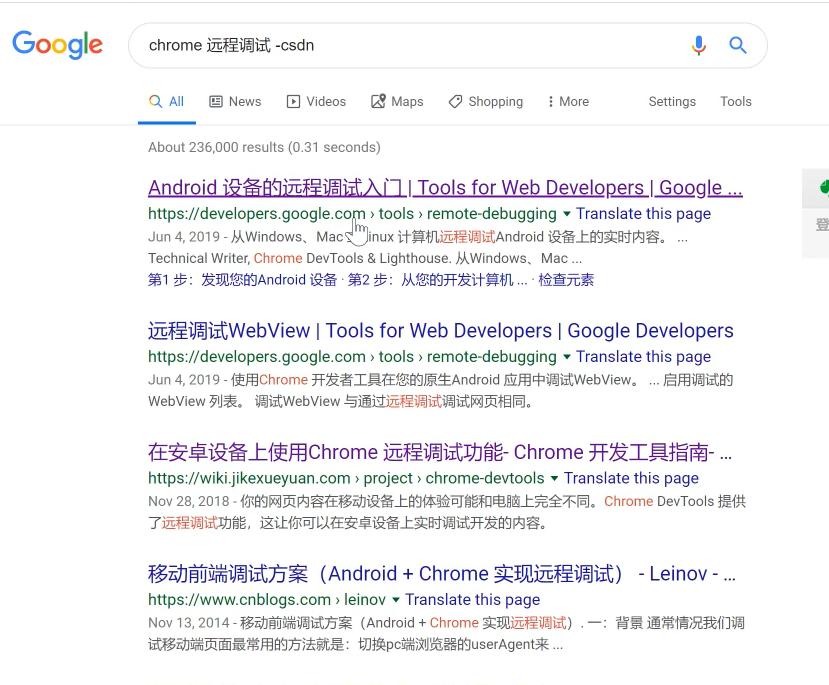 Google
chrome 远程调试 -csdn
All News Videos Maps Shopping More Settings Tools
About 236,000 results (0.31 seconds)
Android 设备的远程调试入门 | Tools for Web Developers | Google ...
https://developers.google.com › tools › remote-debugging Translate this page
Jun 4, 2019 - 从Windows、Mac inux 计算机远程调试Android 设备上的实时内容。 ...
Technical Writer, Chrome DevTools & Lighthouse. 从Windows、Mac ...
第1 步：发现您的Android 设备 · 第2 步：从您的开发计算机 ... · 检查元素
远程调试WebView | Tools for Web Developers | Google Developers
https://developers.google.com › tools › remote-debugging Translate this page
Jun 4, 2019 - 使用Chrome 开发者工具在您的原生Android 应用中调试WebView。 ... 启用调试的
WebView 列表。 调试WebView 与通过远程调试调试网页相同。
在安卓设备上使用Chrome 远程调试功能- Chrome 开发工具指南- ...
https://wiki.jikexueyuan.com › project › chrome-devtools Translate this page
Nov 28, 2018 - 你的网页内容在移动设备上的体验可能和电脑上完全不同。Chrome DevTools 提供
了远程调试功能，这让你可以在安卓设备上实时调试开发的内容。
移动前端调试方案（Android + Chrome 实现远程调试） - Leinov - ...
https://www.cnblogs.com › leinov Translate this page
Nov 13, 2014 - 移动前端调试方案（Android + Chrome 实现远程调试）. 一：背景 通常情况我们调
试移动端页面最常用的方法就是：切换pc端浏览器的userAgent来 ...